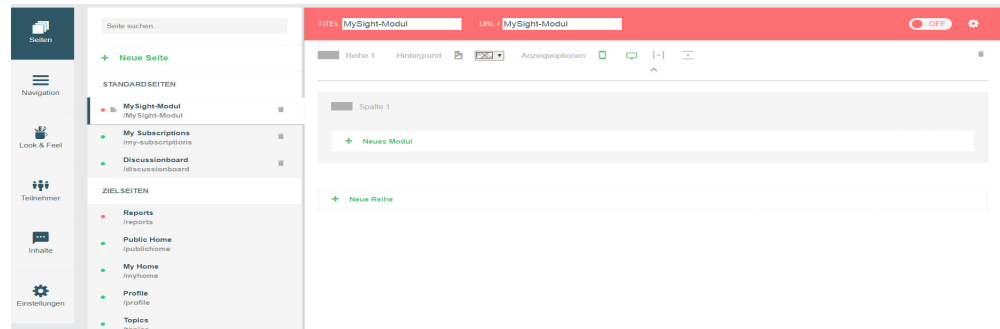 Seiten
Navigation
Look & Feel
Teilnehmer
Inhalte
Einstellungen
Seite suchen...
+ Neue Seite
STANDARDSEITEN
MySight-Modul
/MySight-Modul
My Subscriptions
/my-subscriptions
Discussionboard
/discussionboard
ZIELSEITEN
Reports
/reports
Public Home
/publichome
My Home
/myhome
Profile
/profile
Topics
TITEL MySight-Modul URL / MySight-Modul OFF
Reihe 1 Hintergrund: Anzeigeoptionen:
Spalte 1
+ Neues Modul
+ Neue Reihe